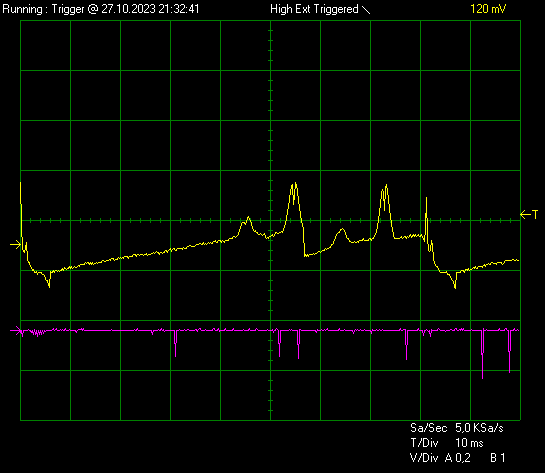 Running : Trigger @ 27.10.2023 21:32:41 High Ext Triggered \ 120 mV
T
Sa/Sec 5,0 KSa/s
T/Div 10 ms
V/Div A 0,2 B 1